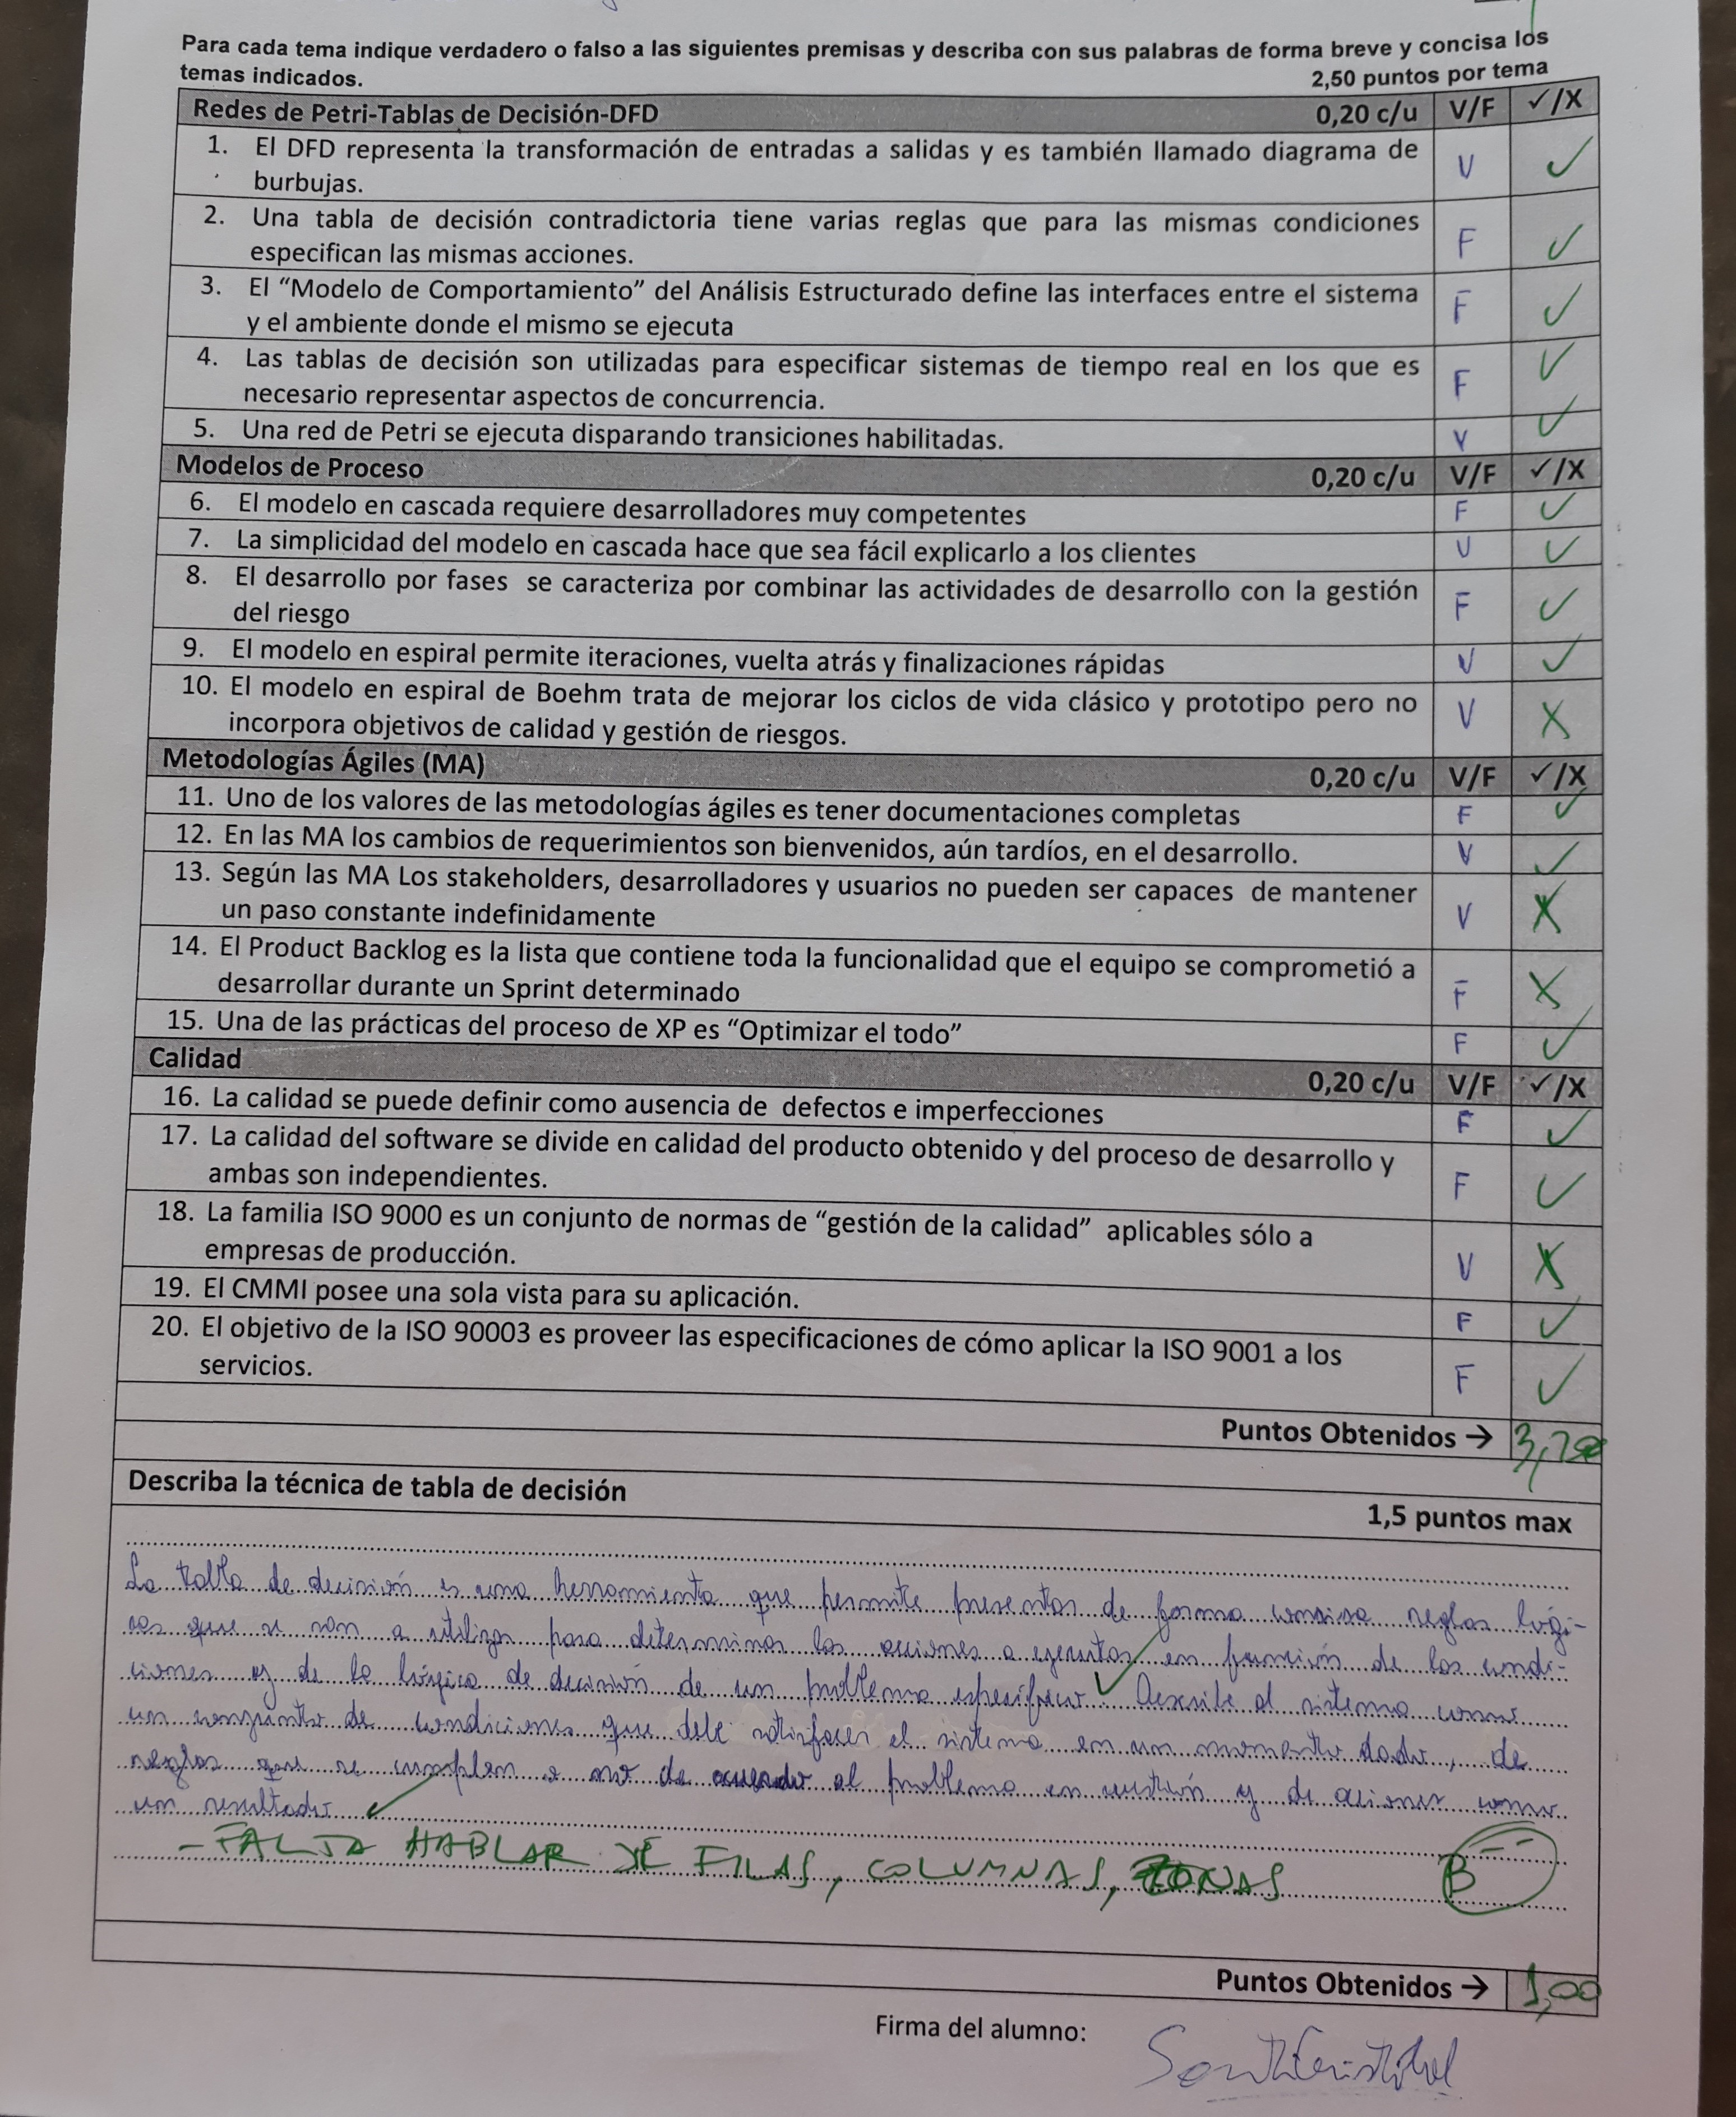 Para cada tema indique verdadero o falso a las siguientes premisas y describa con sus palabras de forma breve y concisa los
temas indicados. 2,50 puntos por tema
Redes de Petri-Tablas de Decisión-DFD 0,20 c/u V/F ✓/X
1. El DFD representa la transformación de entradas a salidas y es también llamado diagrama de V ✓
burbujas.
2. Una tabla de decisión contradictoria tiene varias reglas que para las mismas condiciones F ✓
especifican las mismas acciones.
3. El “Modelo de Comportamiento” del Análisis Estructurado define las interfaces entre el sistema F ✓
y el ambiente donde el mismo se ejecuta
4. Las tablas de decisión son utilizadas para especificar sistemas de tiempo real en los que es F ✓
necesario representar aspectos de concurrencia.
5. Una red de Petri se ejecuta disparando transiciones habilitadas. V ✓
Modelos de Proceso 0,20 c/u V/F ✓/X
6. El modelo en cascada requiere desarrolladores muy competentes F ✓
7. La simplicidad del modelo en cascada hace que sea fácil explicarlo a los clientes V ✓
8. El desarrollo por fases se caracteriza por combinar las actividades de desarrollo con la gestión F ✓
del riesgo
9. El modelo en espiral permite iteraciones, vuelta atrás y finalizaciones rápidas V ✓
10. El modelo en espiral de Boehm trata de mejorar los ciclos de vida clásico y prototipo pero no V X
incorpora objetivos de calidad y gestión de riesgos.
Metodologías Ágiles (MA) 0,20 c/u V/F ✓/X
11. Uno de los valores de las metodologías ágiles es tener documentaciones completas F ✓
12. En las MA los cambios de requerimientos son bienvenidos, aún tardíos, en el desarrollo. V ✓
13. Según las MA Los stakeholders, desarrolladores y usuarios no pueden ser capaces de mantener V X
un paso constante indefinidamente
14. El Product Backlog es la lista que contiene toda la funcionalidad que el equipo se comprometió a F X
desarrollar durante un Sprint determinado
15. Una de las prácticas del proceso de XP es “Optimizar el todo” F ✓
Calidad 0,20 c/u V/F ✓/X
16. La calidad se puede definir como ausencia de defectos e imperfecciones F ✓
17. La calidad del software se divide en calidad del producto obtenido y del proceso de desarrollo y F ✓
ambas son independientes.
18. La familia ISO 9000 es un conjunto de normas de “gestión de la calidad” aplicables sólo a V X
empresas de producción.
19. El CMMI posee una sola vista para su aplicación. F ✓
20. El objetivo de la ISO 90003 es proveer las especificaciones de cómo aplicar la ISO 9001 a los F ✓
servicios.
Puntos Obtenidos →
Describa la técnica de tabla de decisión 1,5 puntos max
La tabla de decisión es una herramienta que permite presentar de forma concisa reglas lógi-
cas que se van a utilizar para determinar las acciones a ejecutar en función de las condi-
ciones y de la lógica de decisión de un problema específico ✓ Describe al sistema como
un conjunto de condiciones que debe satisfacer el sistema en un momento dado, de
reglas que se cumplen o no de acuerdo al problema en cuestión y de acciones como
un resultado ✓
- FALTA HABLAR DE FILAS, COLUMNAS, ZONAS B-
Puntos Obtenidos → 1,00
Firma del alumno: